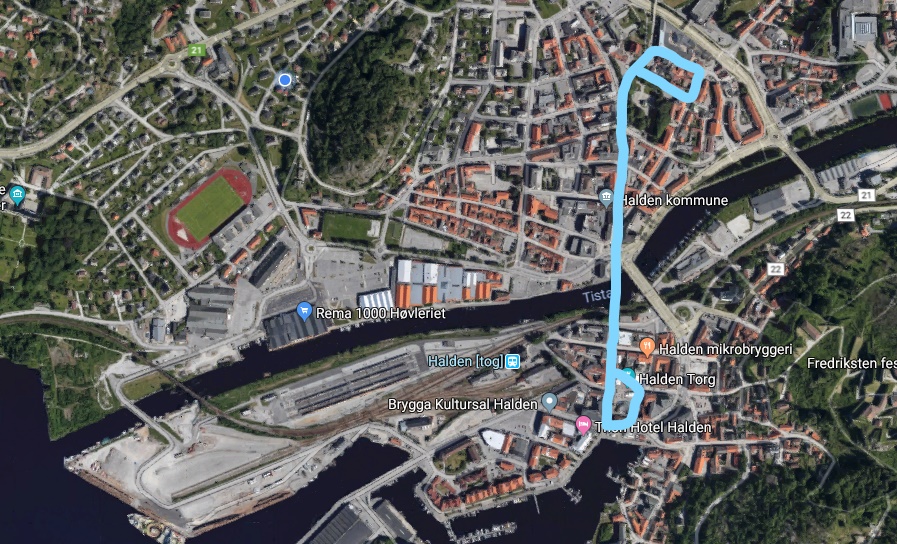 21
Halden kommune
21
22
22
Tista
Rema 1000 Høvleriet
Halden mikrobryggeri
Halden [tog]
Fredriksten fes
Halden Torg
Brygga Kultursal Halden
Hotel Halden